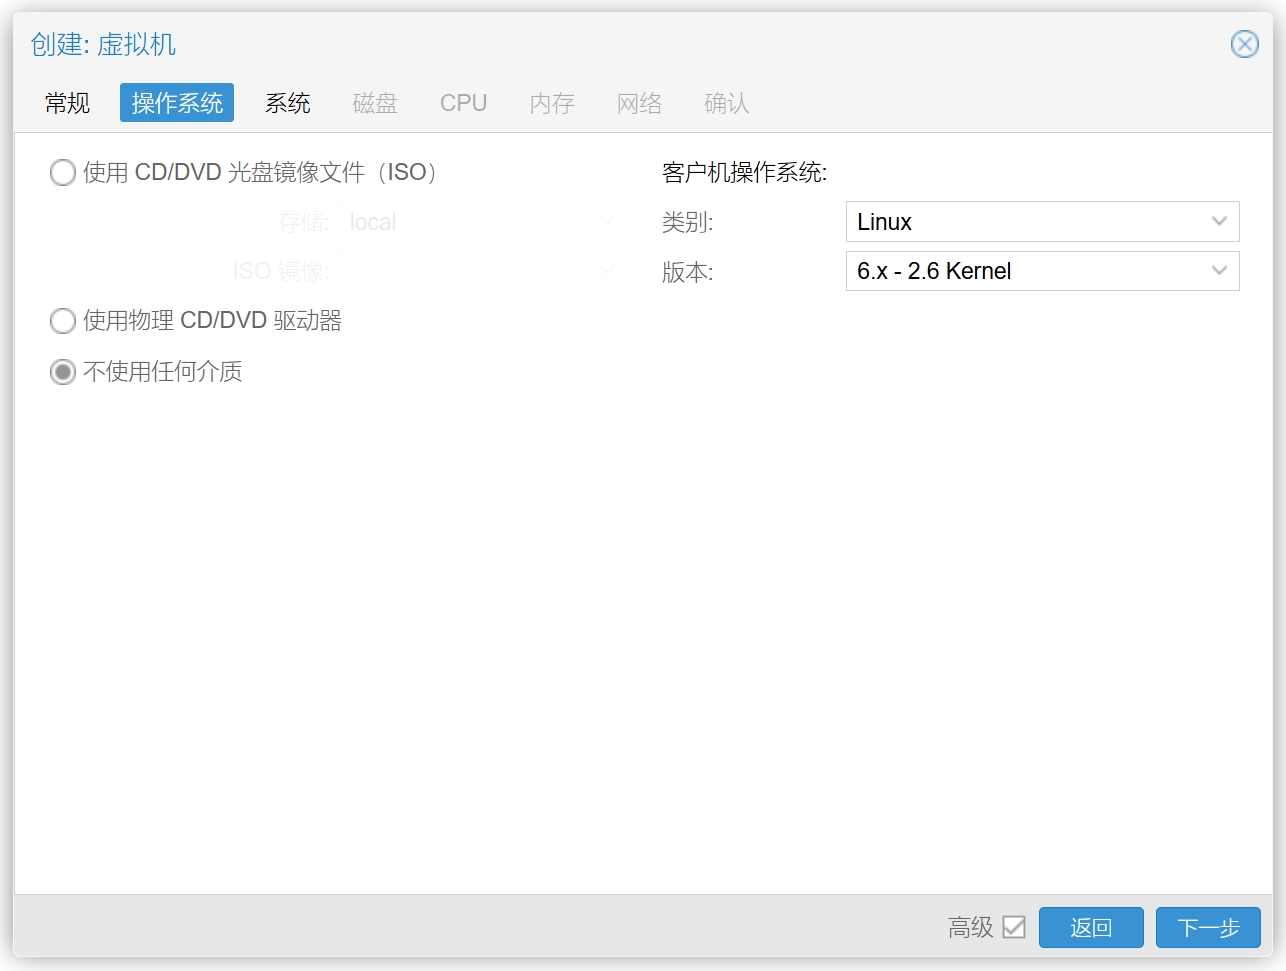 创建: 虚拟机
常规 操作系统 系统 磁盘 CPU 内存 网络 确认
使用 CD/DVD 光盘镜像文件（ISO）
存储: local
ISO 镜像:
使用物理 CD/DVD 驱动器
不使用任何介质
客户机操作系统:
类别: Linux
版本: 6.x - 2.6 Kernel
高级 返回 下一步